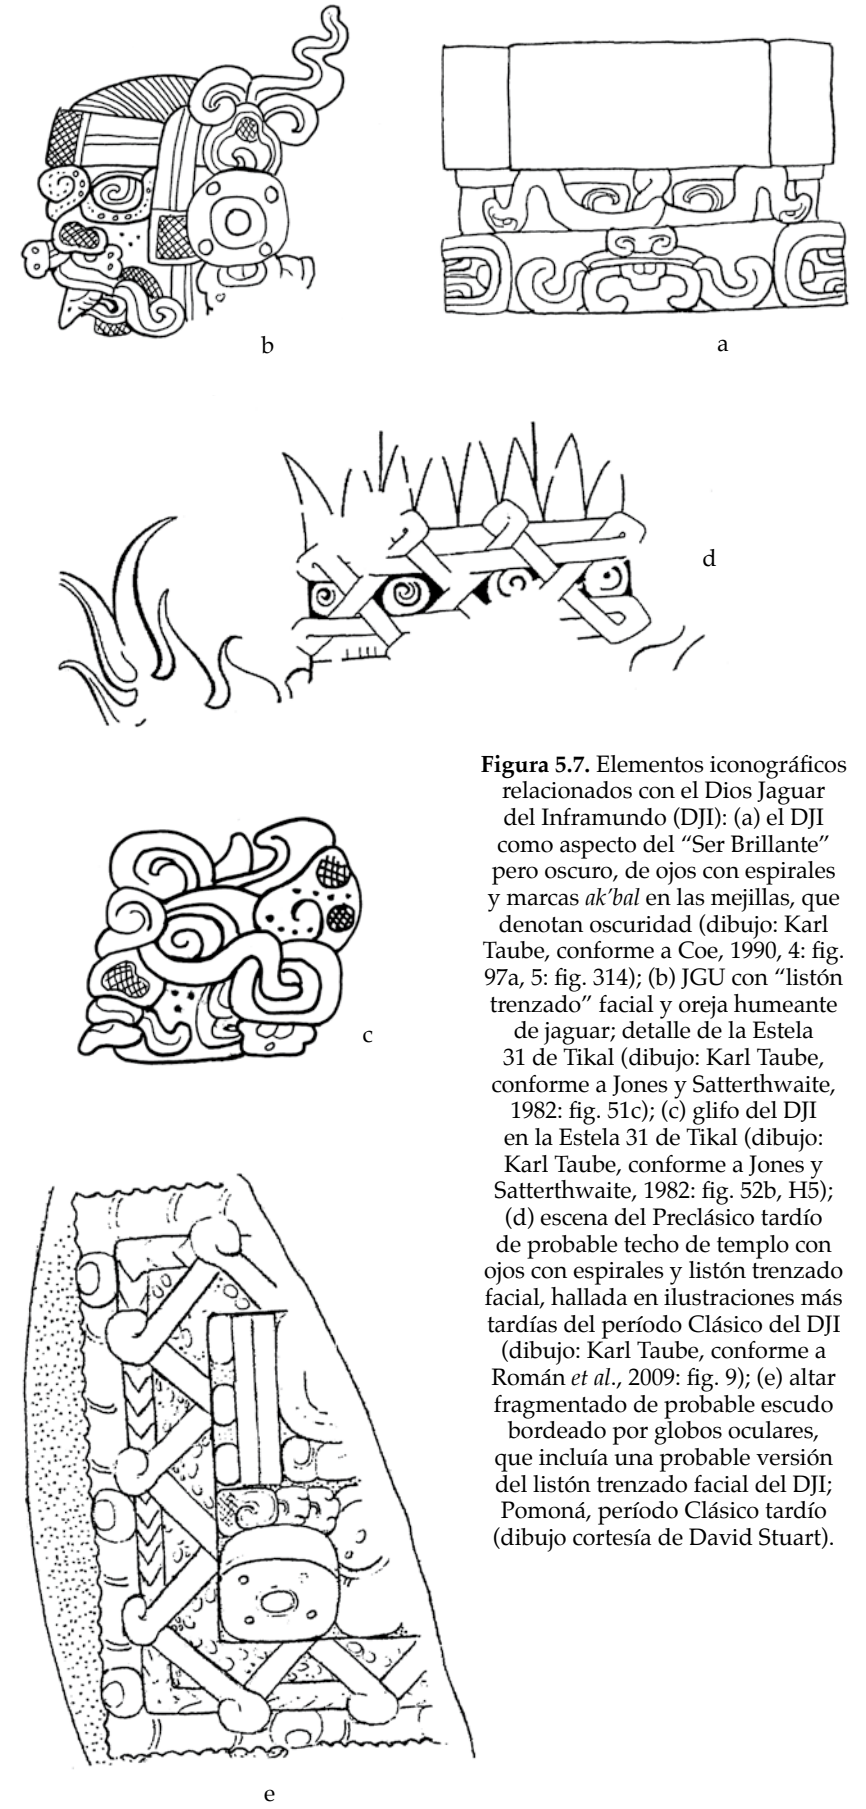 b
a
d
Figura 5.7. Elementos iconográficos
relacionados con el Dios Jaguar
del Inframundo (DJI): (a) el DJI
como aspecto del “Ser Brillante”
pero oscuro, de ojos con espirales
y marcas ak’bal en las mejillas, que
denotan oscuridad (dibujo: Karl
Taube, conforme a Coe, 1990, 4: fig.
97a, 5: fig. 314); (b) JGU con “listón
trenzado” facial y oreja humeante
de jaguar; detalle de la Estela
31 de Tikal (dibujo: Karl Taube,
conforme a Jones y Satterthwaite,
1982: fig. 51c); (c) glifo del DJI
en la Estela 31 de Tikal (dibujo:
Karl Taube, conforme a Jones y
Satterthwaite, 1982: fig. 52b, H5);
(d) escena del Preclásico tardío
de probable techo de templo con
ojos con espirales y listón trenzado
facial, hallada en ilustraciones más
tardías del período Clásico del DJI
(dibujo: Karl Taube, conforme a
Román et al., 2009: fig. 9); (e) altar
fragmentado de probable escudo
bordeado por globos oculares,
que incluía una probable versión
del listón trenzado facial del DJI;
Pomoná, período Clásico tardío
(dibujo cortesía de David Stuart).
c
e